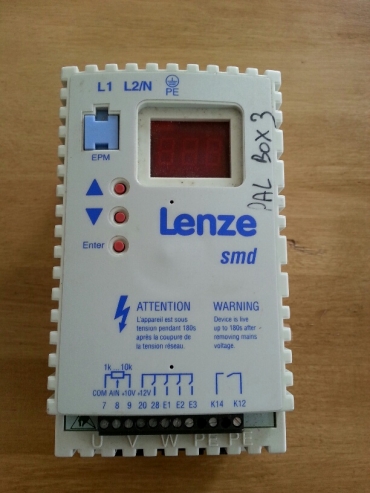 L1 L2/N
PE
EPM
PAL BOX 3
Enter
Lenze
smd
ATTENTION
L'appareil est sous
tension pendant 180s
après la coupure de
la tension réseau.
WARNING
Device is live
up to 180s after
removing mains
voltage.
1k 10k
COM AIN +10V +12V
7 8 9 20 28 E1 E2 E3 K14 K12
U V W PE PE